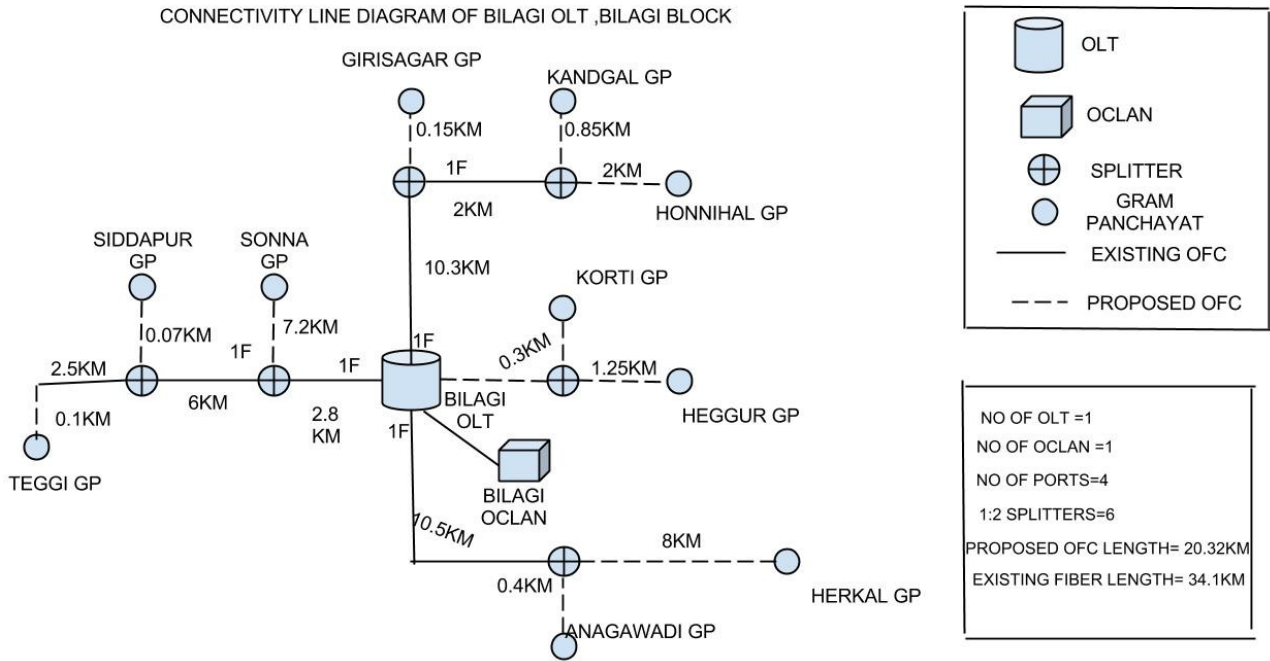 CONNECTIVITY LINE DIAGRAM OF BILAGI OLT ,BILAGI BLOCK
GIRISAGAR GP
KANDGAL GP
0.15KM
0.85KM
1F
2KM
2KM
HONNIHAL GP
SIDDAPUR
GP
SONNA
GP
10.3KM
KORTI GP
0.07KM
7.2KM
1F
1F
1F
0.3KM
2.5KM
1.25KM
6KM
0.1KM
2.8
KM
BILAGI
OLT
1F
HEGGUR GP
TEGGI GP
BILAGI
OCLAN
10.5KM
8KM
0.4KM
HERKAL GP
ANAGAWADI GP
OLT
OCLAN
SPLITTER
GRAM
PANCHAYAT
EXISTING OFC
PROPOSED OFC
NO OF OLT =1
NO OF OCLAN =1
NO OF PORTS=4
1:2 SPLITTERS=6
PROPOSED OFC LENGTH= 20.32KM
EXISTING FIBER LENGTH= 34.1KM